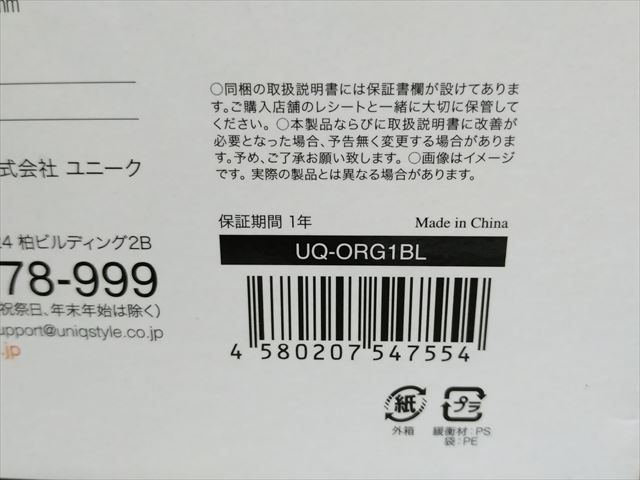 mm
○同梱の取扱説明書には保証書欄が設けてありま
す。ご購入店舗のレシートと一緒に大切に保管して
ください。○本製品ならびに取扱説明書に改善が
必要となった場合、予告無く変更する場合がありま
す。予め、ご了承お願い致します。○画像はイメージ
です。実際の製品とは異なる場合があります。
式会社 ユニーク
保証期間 1年
Made in China
24 柏ビルディング2B
UQ-ORG1BL
78-999
祝祭日、年末年始は除く)
support@uniqstyle.co.jp
.jp
4 580207 547554
紙
外箱
プラ
緩衝材:PS
袋:PE